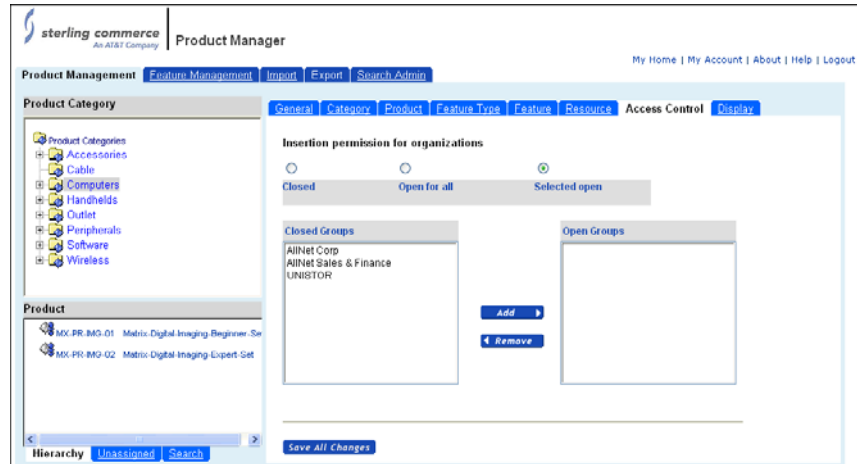 sterling commerce
An AT&T Company
Product Manager
My Home | My Account | About | Help | Logout
Product Management Feature Management Import Export Search Admin
Product Category
Product Categories
Accessories
Cable
Computers
Handhelds
Outlet
Peripherals
Software
Wireless
Product
MX-PR-IMG-01 Matrix-Digital-Imaging-Beginner-Se
MX-PR-IMG-02 Matrix-Digital-Imaging-Expert-Set
Hierarchy Unassigned Search
General Category Product Feature Type Feature Resource Access Control Display
Insertion permission for organizations
Closed Open for all Selected open
Closed Groups
AllNet Corp
AllNet Sales & Finance
UNISTOR
Add
Remove
Open Groups
Save All Changes